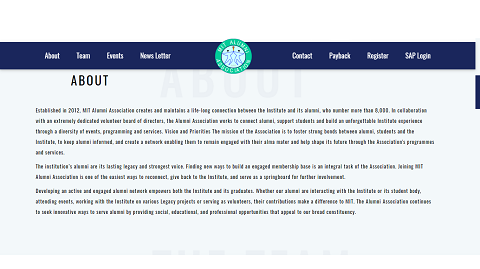 About Team Events News Letter MIT ALUMNI ASSOCIATION Contact Payback Register SAP Login
ABOUT
ABOUT
Established in 2012, MIT Alumni Association creates and maintains a life-long connection between the Institute and its alumni, who number more than 8,000. In collaboration
with an extremely dedicated volunteer board of directors, the Alumni Association works to connect alumni, support students and build an unforgettable Institute experience
through a diversity of events, programming and services. Vision and Priorities The mission of the Association is to foster strong bonds between alumni, students and the
Institute, to keep alumni informed, and create a network enabling them to remain engaged with their alma mater and help shape its future through the Association's programmes
and services.
The Institution's alumni are its lasting legacy and strongest voice. Finding new ways to build an engaged membership base is an integral task of the Association. Joining MIT
Alumni Association is one of the easiest ways to reconnect, give back to the Institute, and serve as a springboard for further involvement.
Developing an active and engaged alumni network empowers both the Institute and its graduates. Whether our alumni are interacting with the Institute or its student body,
attending events, working with the Institute on various Legacy projects or serving as volunteers, their contributions make a difference to MIT. The Alumni Association continues
to seek innovative ways to serve alumni by providing social, educational, and professional opportunities that appeal to our broad constituency.
THE TEAM